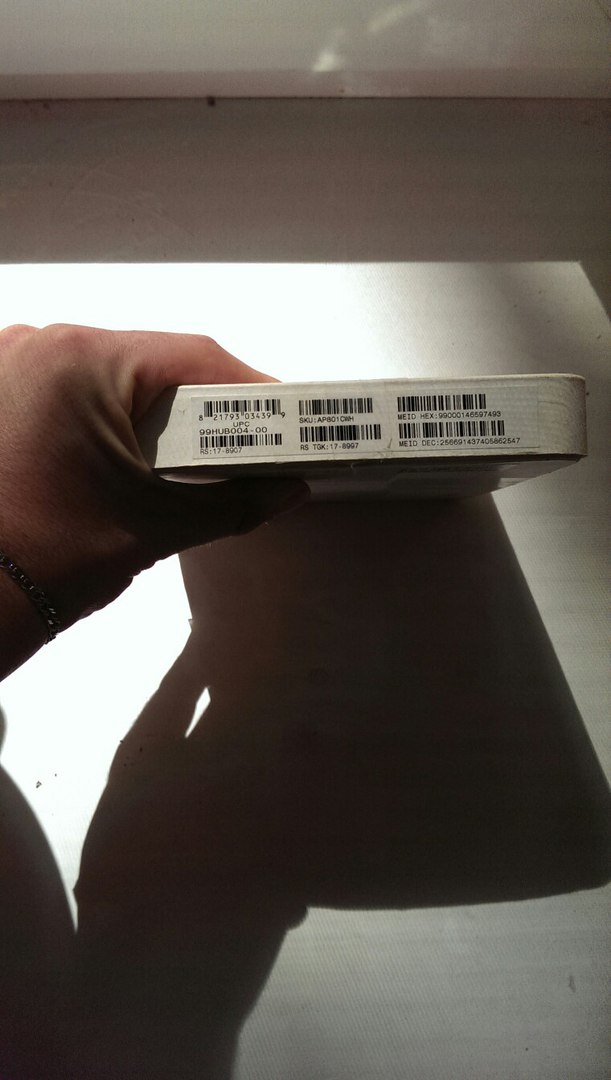 8 21793 03439 9
UPC
99HUB004-00
RS:17-8907
SKU:APB01CWH
RS TGK:17-8997
MEID HEX:99000146597493
MEID DEC:256691437405862547